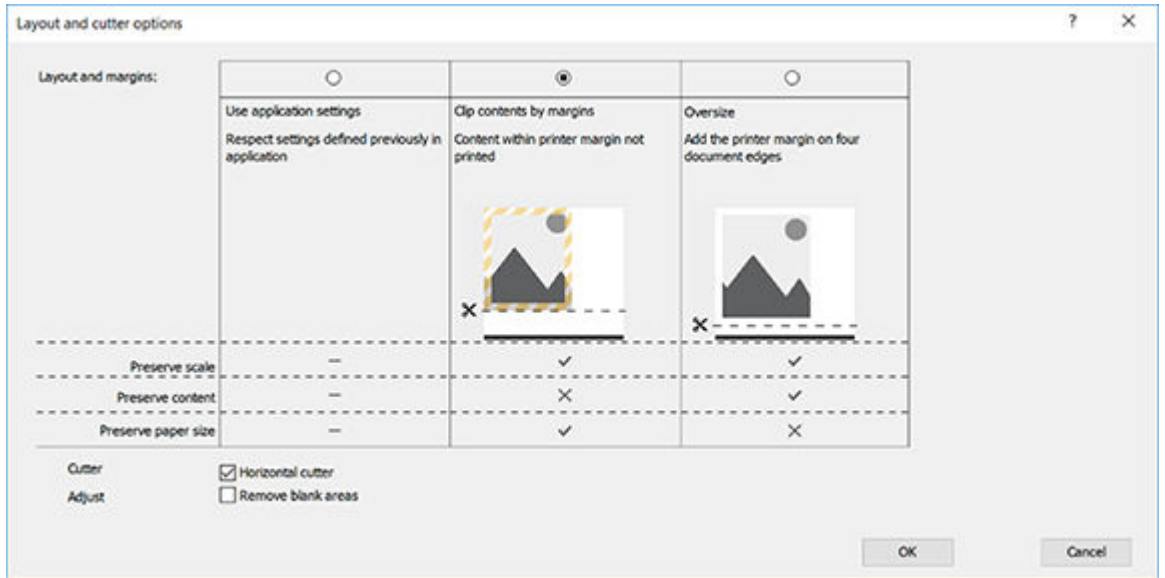 Layout and cutter options
Layout and margins:
Use application settings
Respect settings defined previously in
application
Clip contents by margins
Content within printer margin not
printed
Oversize
Add the printer margin on four
document edges
Preserve scale
Preserve content
Preserve paper size
Cutter
Horizontal cutter
Adjust
Remove blank areas
OK
Cancel